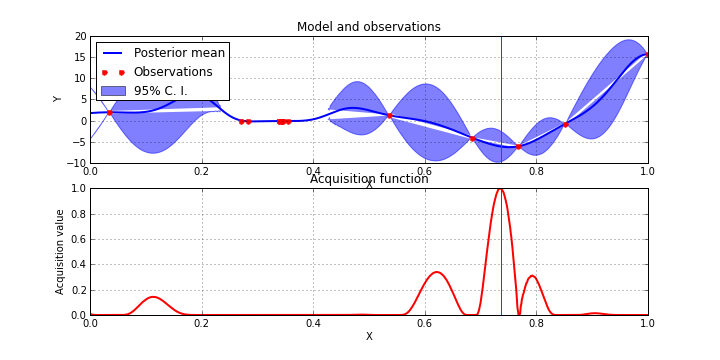 Model and observations
20
15
10
5
0
−5
−10
Y
Posterior mean
Observations
95% C. I.
0.0 0.2 0.4 0.6 0.8 1.0
X
Acquisition function
1.0
0.8
0.6
0.4
0.2
0.0
Acquisition value
0.0 0.2 0.4 0.6 0.8 1.0
X